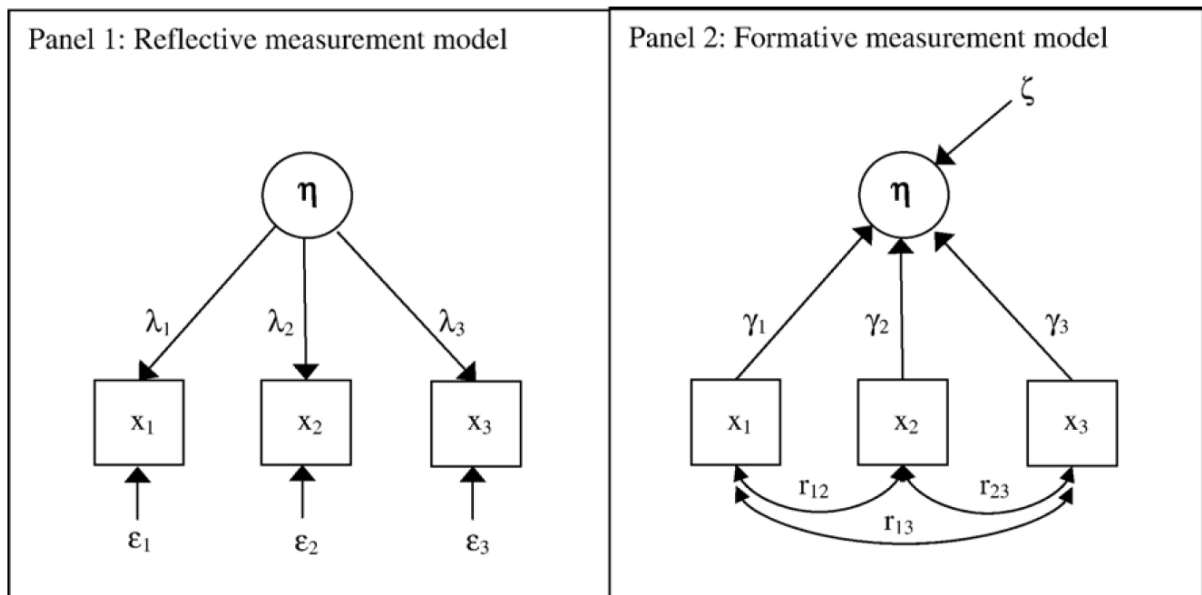 Panel 1: Reflective measurement model
η
λ₁ λ₂ λ₃
x₁ x₂ x₃
ε₁ ε₂ ε₃
Panel 2: Formative measurement model
ζ
η
γ₁ γ₂ γ₃
x₁ x₂ x₃
r₁₂ r₂₃
r₁₃